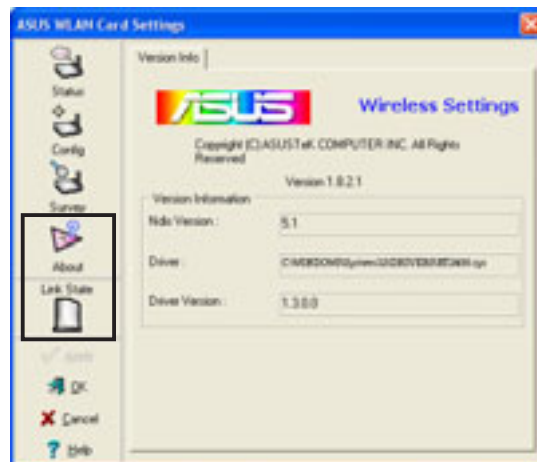 ASUS WLAN Card Settings
Status
Config
Survey
About
Link State
Apply
OK
Cancel
Help
Version Info
ASUS
Wireless Settings
Copyright (C) ASUSTeK COMPUTER INC. All Rights
Reserved
Version 1.8.2.1
Version Information
Ndis Version :
5.1
Driver :
Driver Version :
1.3.0.0